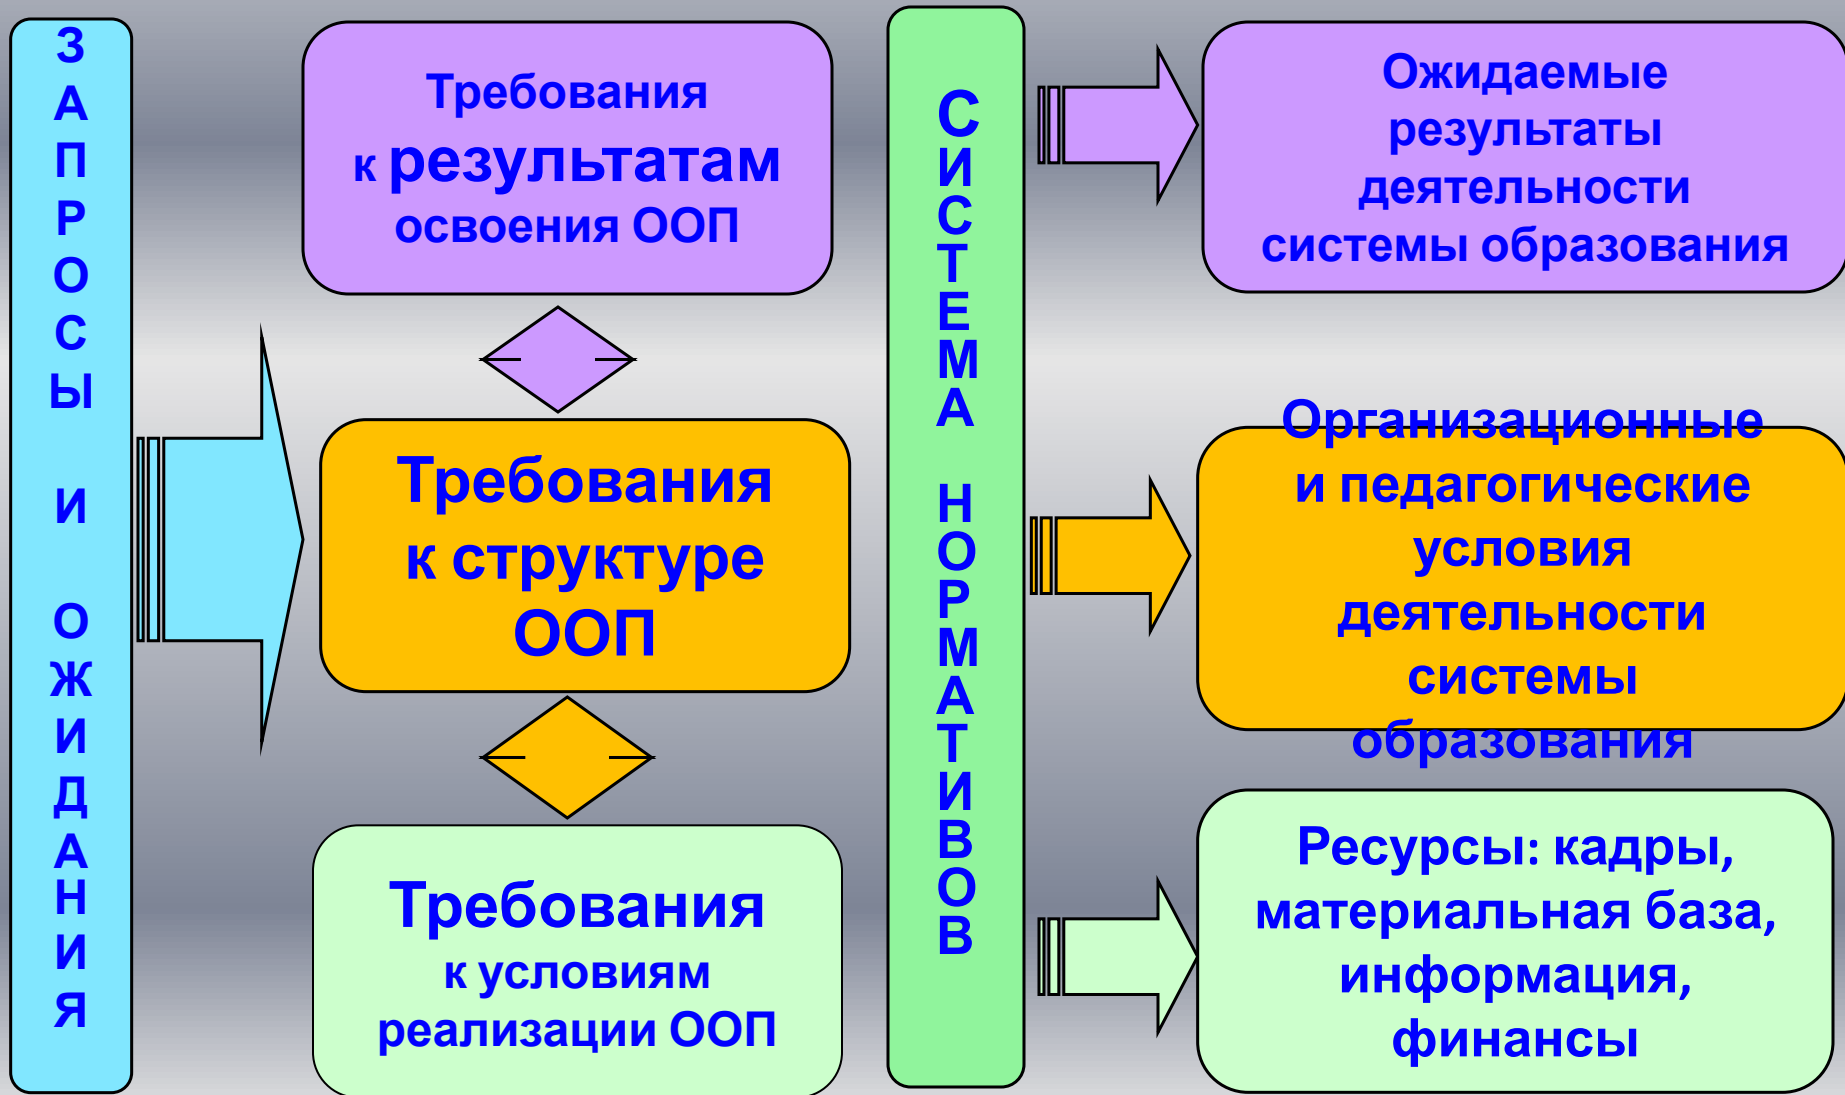 ЗАПРОСЫ И ОЖИДАНИЯ
Требования
к результатам
освоения ООП
Требования
к структуре
ООП
Требования
к условиям
реализации ООП
СИСТЕМА НОРМАТИВОВ
Ожидаемые
результаты
деятельности
системы образования
Организационные
и педагогические
условия
деятельности
системы
образования
Ресурсы: кадры,
материальная база,
информация,
финансы